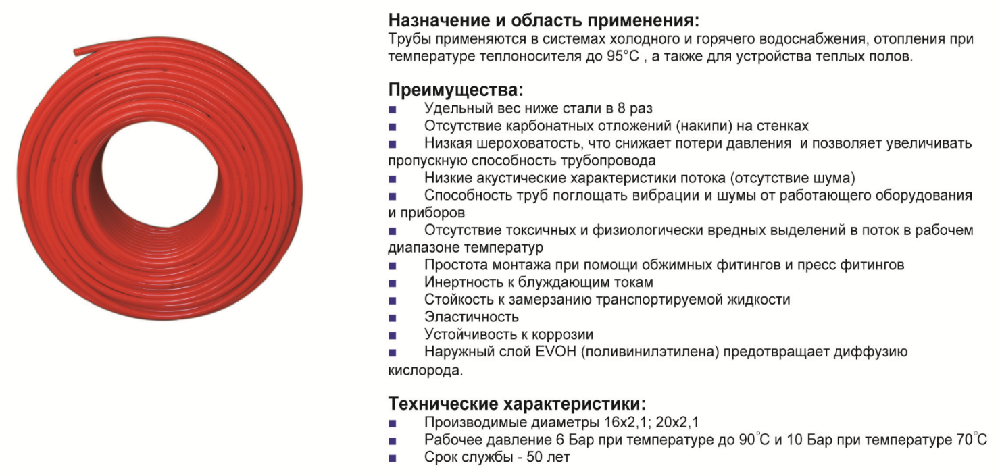 Назначение и область применения:
Трубы применяются в системах холодного и горячего водоснабжения, отопления при
температуре теплоносителя до 95°C , а также для устройства теплых полов.
Преимущества:
■ Удельный вес ниже стали в 8 раз
■ Отсутствие карбонатных отложений (накипи) на стенках
■ Низкая шероховатость, что снижает потери давления и позволяет увеличивать
пропускную способность трубопровода
■ Низкие акустические характеристики потока (отсутствие шума)
■ Способность труб поглощать вибрации и шумы от работающего оборудования
и приборов
■ Отсутствие токсичных и физиологически вредных выделений в поток в рабочем
диапазоне температур
■ Простота монтажа при помощи обжимных фитингов и пресс фитингов
■ Инертность к блуждающим токам
■ Стойкость к замерзанию транспортируемой жидкости
■ Эластичность
■ Устойчивость к коррозии
■ Наружный слой EVOH (поливинилэтилена) предотвращает диффузию
кислорода.
Технические характеристики:
■ Производимые диаметры 16х2,1; 20х2,1
■ Рабочее давление 6 Бар при температуре до 90°C и 10 Бар при температуре 70°C
■ Срок службы - 50 лет